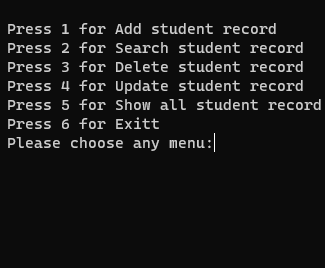 Press 1 for Add student record
Press 2 for Search student record
Press 3 for Delete student record
Press 4 for Update student record
Press 5 for Show all student record
Press 6 for Exitt
Please choose any menu: